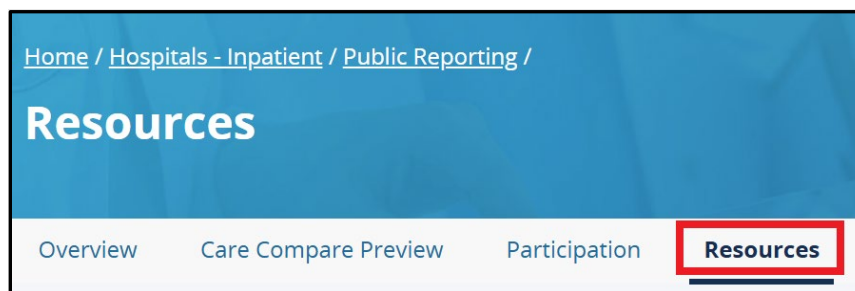 Home / Hospitals - Inpatient / Public Reporting /
Resources
Overview Care Compare Preview Participation Resources